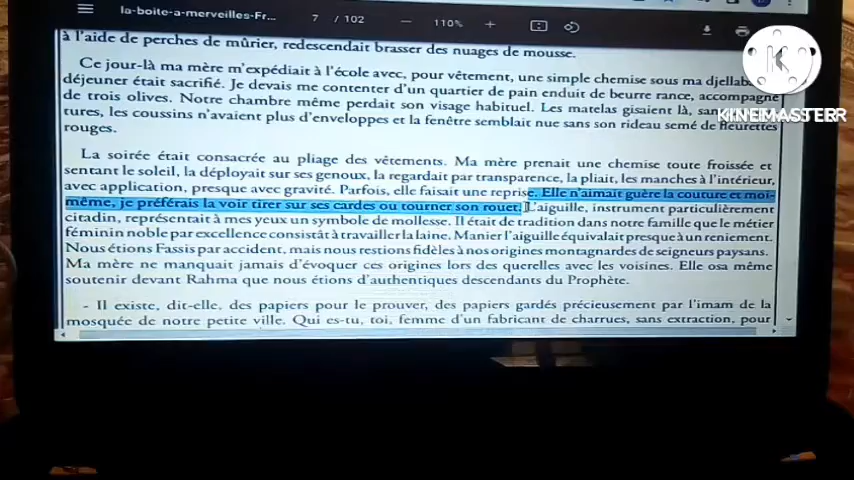 la-boite-a-merveilles-Fr...
7 / 102
110%
à l'aide de perches de mûrier, redescendait brasser des nuages de mousse.
Ce jour-là ma mère m'expédiait à l'école avec, pour vêtement, une simple chemise sous ma djellaba
déjeuner était sacrifié. Je devais me contenter d'un quartier de pain enduit de beurre rance, accompagné
de trois olives. Notre chambre même perdait son visage habituel. Les matelas gisaient là, san
tures, les coussins n'avaient plus d'enveloppes et la fenêtre semblait nue sans son rideau semé de fleurettes
rouges.
La soirée était consacrée au pliage des vêtements. Ma mère prenait une chemise toute froissée et
sentant le soleil, la déployait sur ses genoux, la regardait par transparence, la pliait, les manches à l'intérieur,
avec application, presque avec gravité. Parfois, elle faisait une reprise. Elle n'aimait guère la couture et moi-
même, je préférais la voir tirer sur ses cardes ou tourner son rouet. L'aiguille, instrument particulièrement
citadin, représentait à mes yeux un symbole de mollesse. Il était de tradition dans notre famille que le métier
féminin noble par excellence consistât à travailler la laine. Manier l'aiguille équivalait presque à un reniement.
Nous étions Fassis par accident, mais nous restions fidèles à nos origines montagnardes de seigneurs paysans.
Ma mère ne manquait jamais d'évoquer ces origines lors des querelles avec les voisines. Elle osa même
soutenir devant Rahma que nous étions d'authentiques descendants du Prophète.
- Il existe, dit-elle, des papiers pour le prouver, des papiers gardés précieusement par l'imam de la
mosquée de notre petite ville. Qui es-tu, toi, femme d'un fabricant de charrues, sans extraction, pour
KINEMASTER